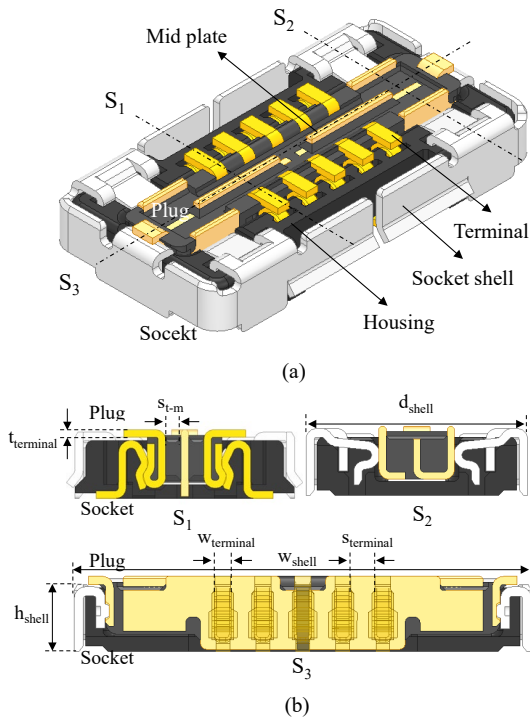 S2
Mid plate
S1
Plug
Terminal
Socket shell
S3
Housing
Socekt
(a)
st-m
Plug
dshell
tterminal
Socket
S1
S2
wterminal
sterminal
Plug
wshell
hshell
Socket
S3
(b)